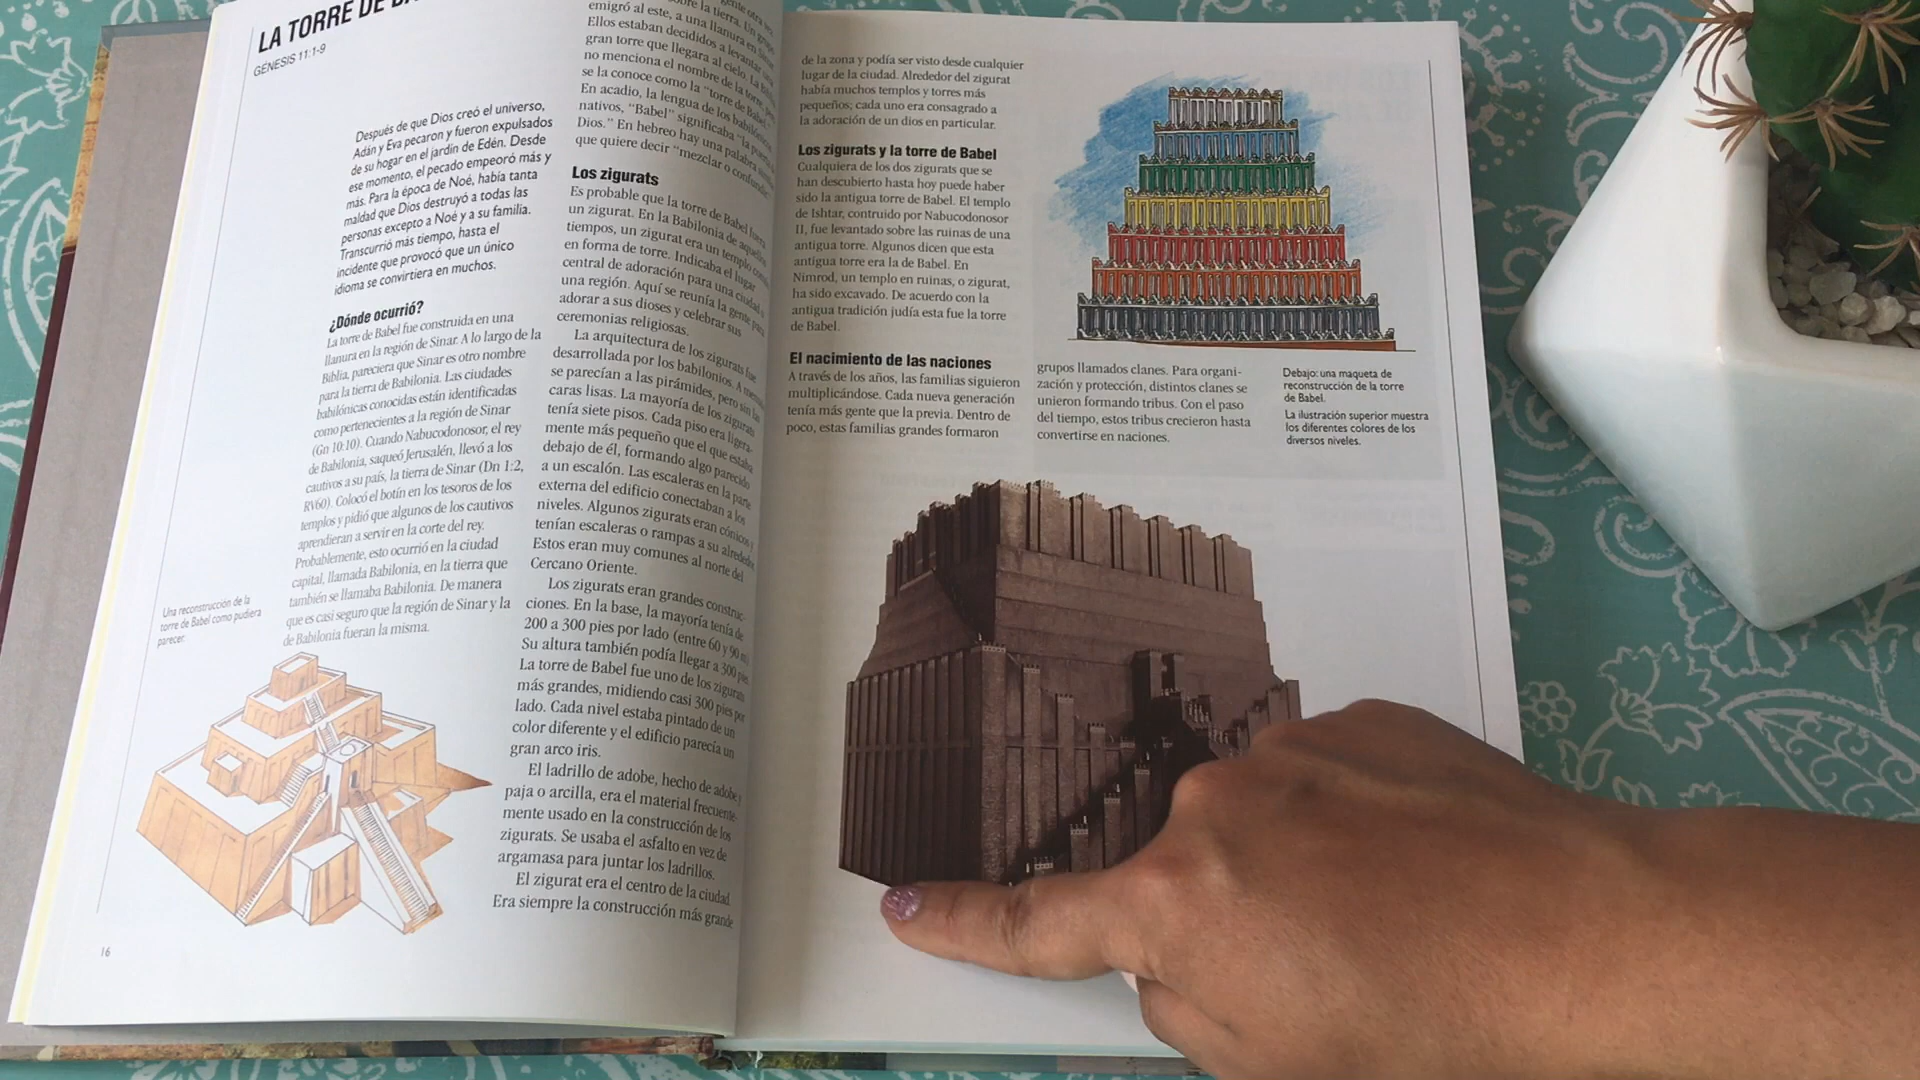 LA TORRE DE
GÉNESIS 11:1-9
Después de que Dios creó el universo,
Adán y Eva pecaron y fueron expulsados
de su hogar en el jardín de Edén. Desde
ese momento, el pecado empeoró más y
más. Para la época de Noé, había tanta
maldad que Dios destruyó a todas las
personas excepto a Noé y a su familia.
Transcurrió más tiempo, hasta el
incidente que provocó que un único
idioma se convirtiera en muchos.
¿Dónde ocurrió?
La torre de Babel fue construida en una
llanura en la región de Sinar. A lo largo de la
Biblia, pareciera que Sinar es otro nombre
para la tierra de Babilonia. Las ciudades
babilónicas conocidas están identificadas
como pertenecientes a la región de Sinar
(Gn 10:10). Cuando Nabucodonosor, el rey
de Babilonia, saqueó Jerusalén, llevó a los
cautivos a su país, la tierra de Sinar (Dn 1:2,
RV60). Colocó el botín en los tesoros de los
templos y pidió que algunos de los cautivos
aprendieran a servir en la corte del rey.
Probablemente, esto ocurrió en la ciudad
capital, llamada Babilonia, en la tierra que
también se llamaba Babilonia. De manera
que es casi seguro que la región de Sinar y la
de Babilonia fueran la misma.
Una reconstrucción de la
torre de Babel como pudiera
parecer.
16
sobre la tierra. Un grupo
emigró al este, a una llanura en
Ellos estaban decididos a levantar una
gran torre que llegara al cielo. La Biblia
no menciona el nombre de la torre, pero
se la conoce como la "torre de Babel."
En acadio, la lengua de los babilonios
nativos, "Babel" significaba "la puerta de
Dios." En hebreo hay una palabra
que quiere decir "mezclar o confundir."
Los zigurats
Es probable que la torre de Babel fuera
un zigurat. En la Babilonia de aquellos
tiempos, un zigurat era un templo
en forma de torre. Indicaba el lugar
central de adoración para una ciudad o
una región. Aquí se reunía la gente para
adorar a sus dioses y celebrar sus
ceremonias religiosas.
La arquitectura de los zigurats fue
desarrollada por los babilonios. A menudo
se parecían a las pirámides, pero sin las
caras lisas. La mayoría de los zigurats
tenía siete pisos. Cada piso era ligera-
mente más pequeño que el que estaba
debajo de él, formando algo parecido
a un escalón. Las escaleras en la parte
externa del edificio conectaban a los
niveles. Algunos zigurats eran cónicos y
tenían escaleras o rampas a su alrededor.
Estos eran muy comunes al norte del
Cercano Oriente.
Los zigurats eran grandes construc-
ciones. En la base, la mayoría tenía de
200 a 300 pies por lado (entre 60 y 90 m).
Su altura también podía llegar a 300 pies.
La torre de Babel fue uno de los zigurats
más grandes, midiendo casi 300 pies por
lado. Cada nivel estaba pintado de un
color diferente y el edificio parecía un
gran arco iris.
El ladrillo de adobe, hecho de adobe y
paja o arcilla, era el material frecuente-
mente usado en la construcción de los
zigurats. Se usaba el asfalto en vez de
argamasa para juntar los ladrillos.
El zigurat era el centro de la ciudad.
Era siempre la construcción más grande
de la zona y podía ser visto desde cualquier
lugar de la ciudad. Alrededor del zigurat
había muchos templos y torres más
pequeños; cada uno era consagrado a
la adoración de un dios en particular.
Los zigurats y la torre de Babel
Cualquiera de los dos zigurats que se
han descubierto hasta hoy puede haber
sido la antigua torre de Babel. El templo
de Ishtar, contruido por Nabucodonosor
II, fue levantado sobre las ruinas de una
antigua torre. Algunos dicen que esta
antigua torre era la de Babel. En
Nimrod, un templo en ruinas, o zigurat,
ha sido excavado. De acuerdo con la
antigua tradición judía esta fue la torre
de Babel.
El nacimiento de las naciones
A través de los años, las familias siguieron
multiplicándose. Cada nueva generación
tenía más gente que la previa. Dentro de
poco, estas familias grandes formaron
grupos llamados clanes. Para organi-
zación y protección, distintos clanes se
unieron formando tribus. Con el paso
del tiempo, estos tribus crecieron hasta
convertirse en naciones.
Debajo: una maqueta de
reconstrucción de la torre
de Babel.
La ilustración superior muestra
los diferentes colores de los
diversos niveles.